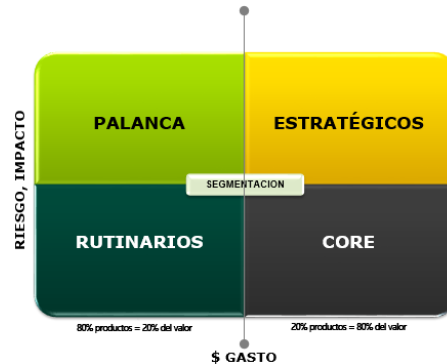 PALANCA
ESTRATÉGICOS
RIESGO, IMPACTO
SEGMENTACION
RUTINARIOS
CORE
80% productos = 20% del valor
20% productos = 80% del valor
$ GASTO